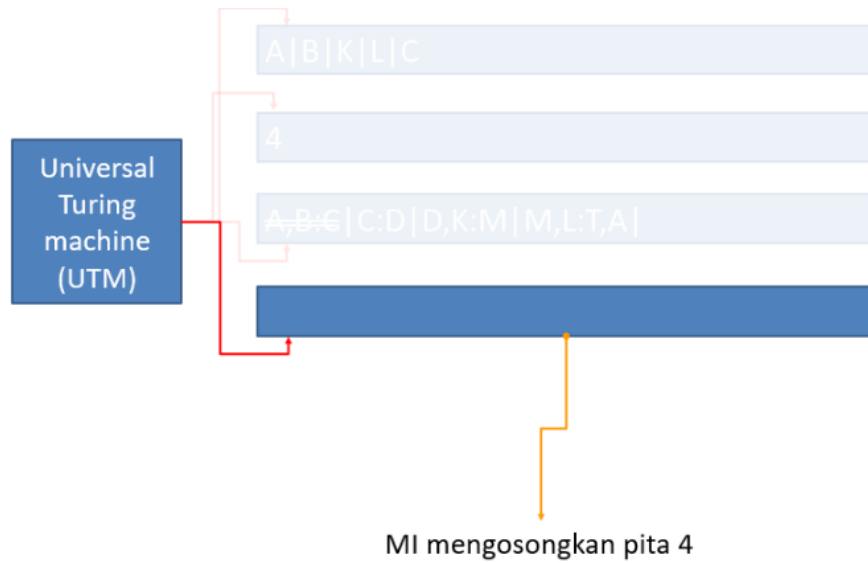 A|B|K|L|C
4
A,B:C|C:D|D,K:M|M,L:T,A|
Universal
Turing
machine
(UTM)
MI mengosongkan pita 4